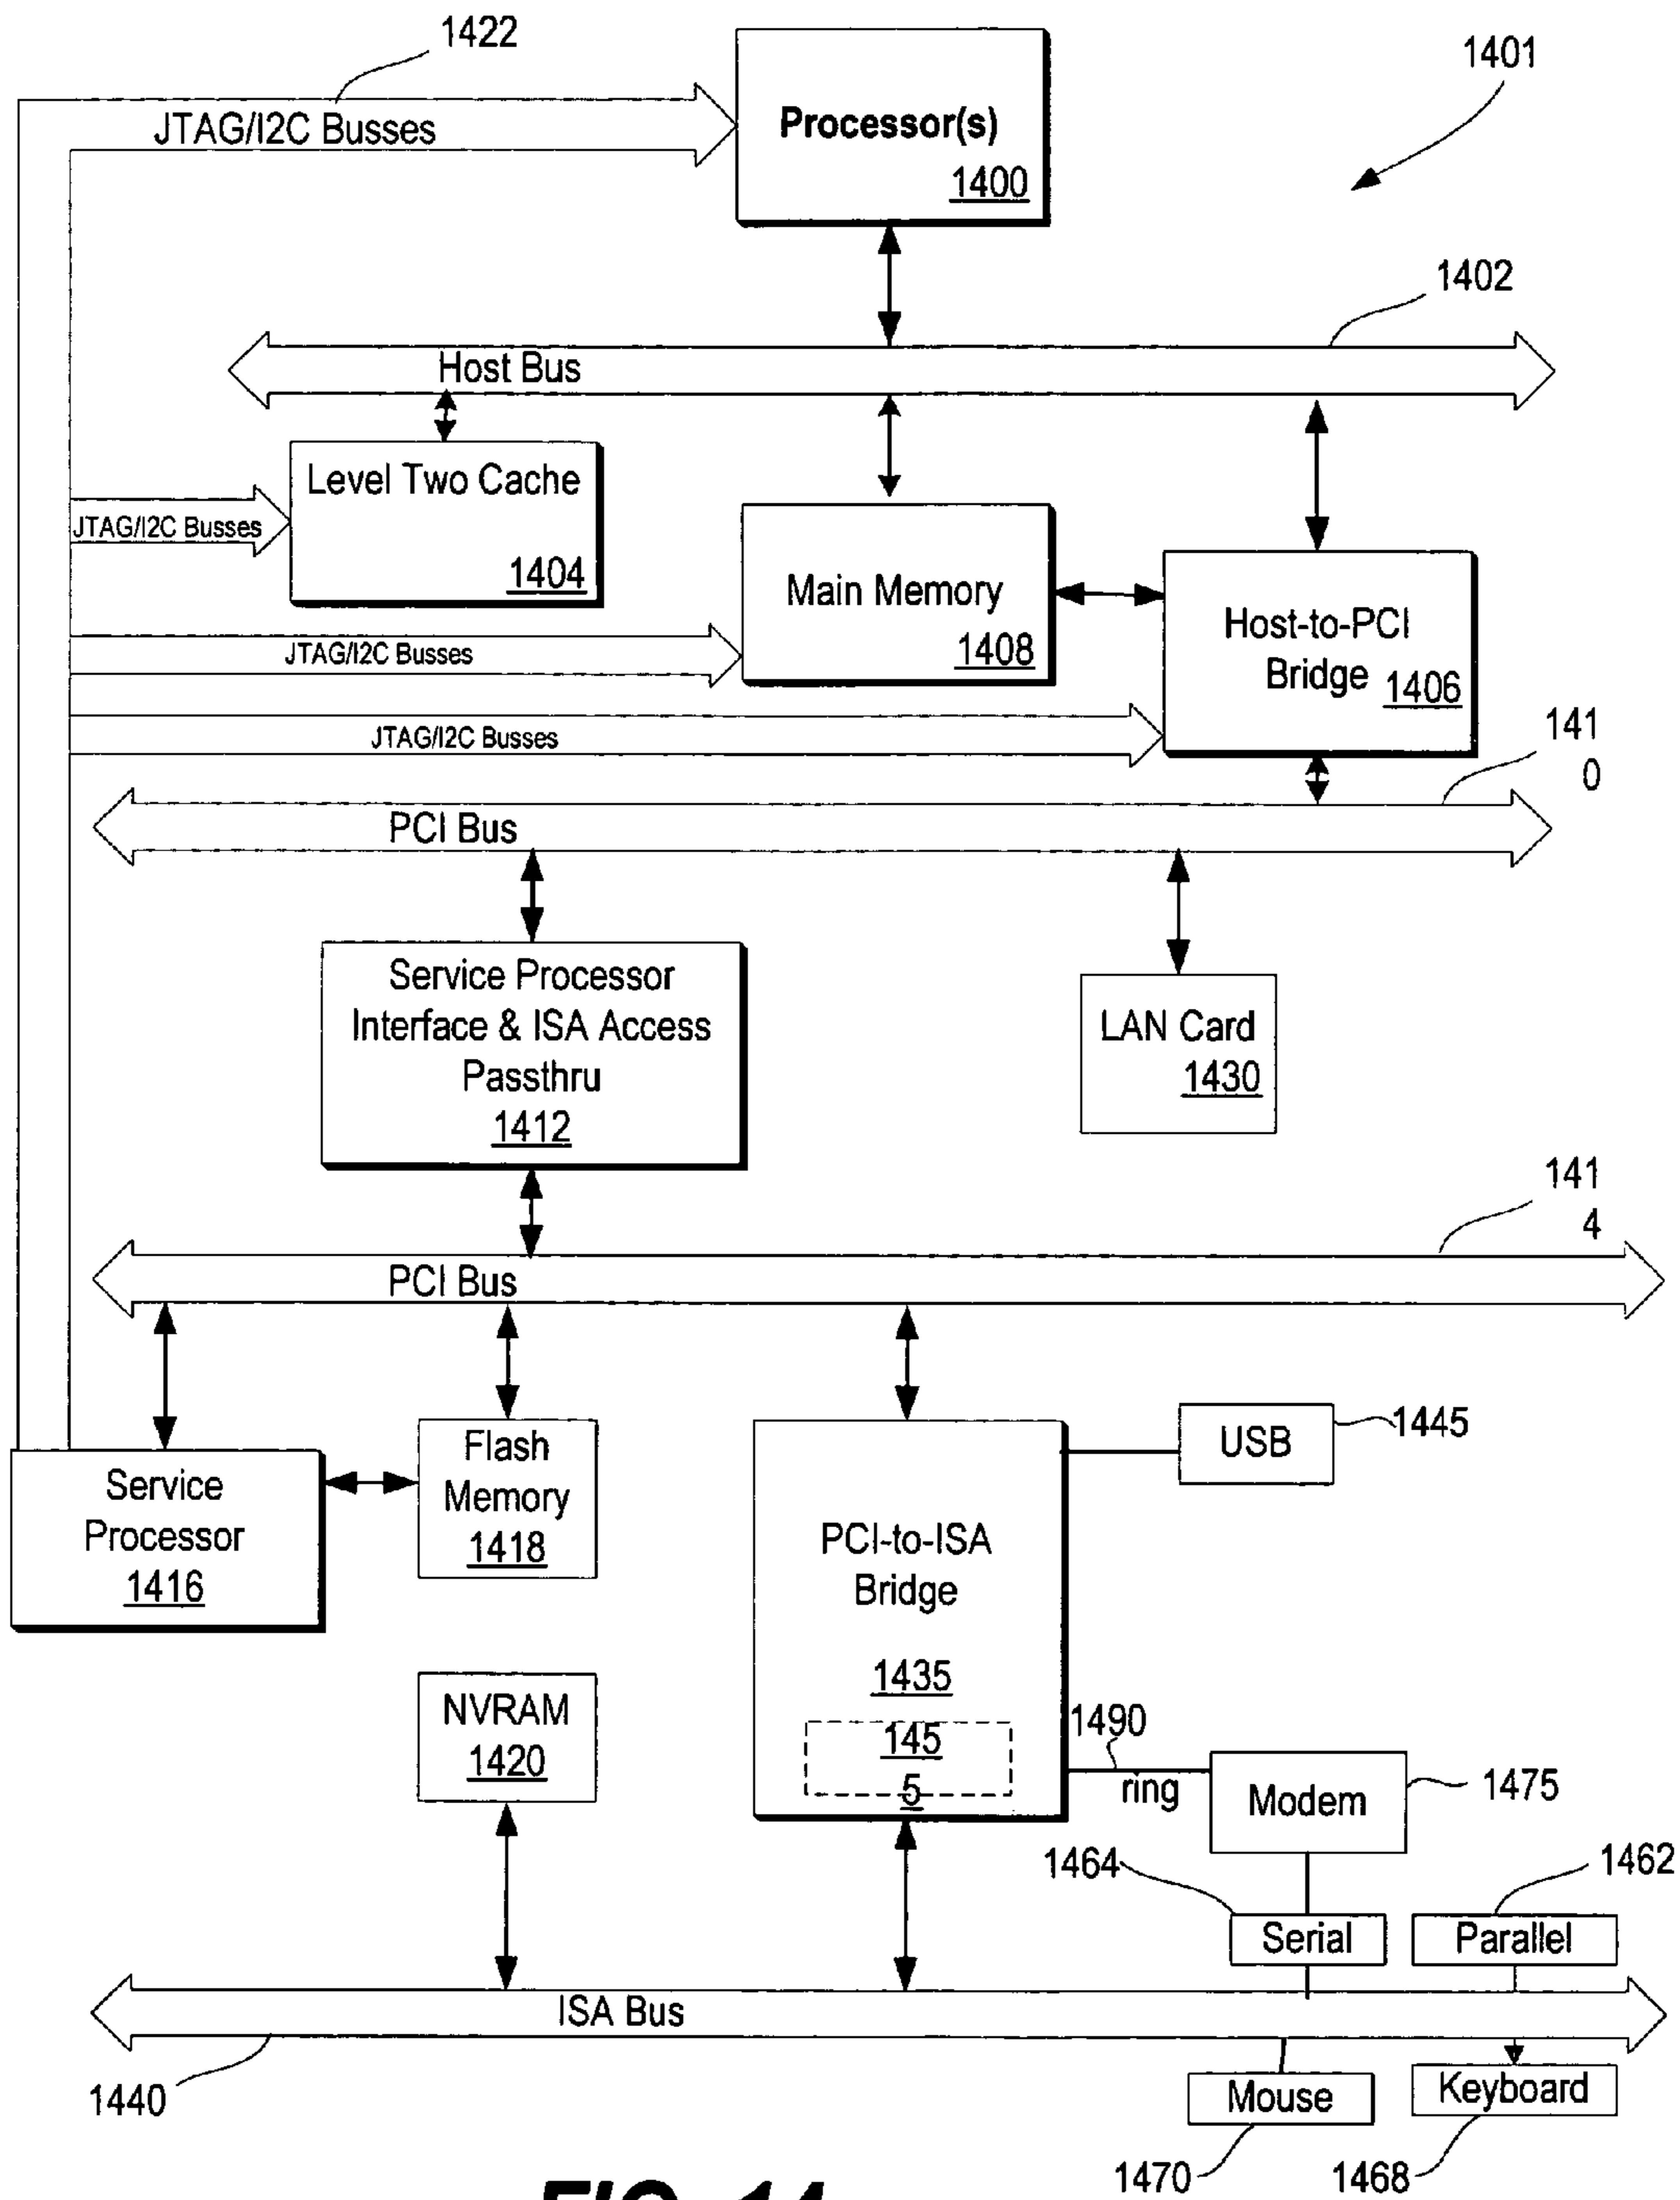 1422
1401
JTAG/I2C Busses
Processor(s)
1400
1402
Host Bus
Level Two Cache
1404
JTAG/I2C Busses
Main Memory
1408
Host-to-PCI
Bridge 1406
JTAG/I2C Busses
JTAG/I2C Busses
141
0
PCI Bus
Service Processor
Interface & ISA Access
Passthru
1412
LAN Card
1430
141
4
PCI Bus
Service
Processor
1416
Flash
Memory
1418
USB
1445
PCI-to-ISA
Bridge
1435
145
5
NVRAM
1420
1490
ring
Modem
1475
1464
1462
Serial
Parallel
ISA Bus
1440
Mouse
Keyboard
1470
1468
FIG. 14